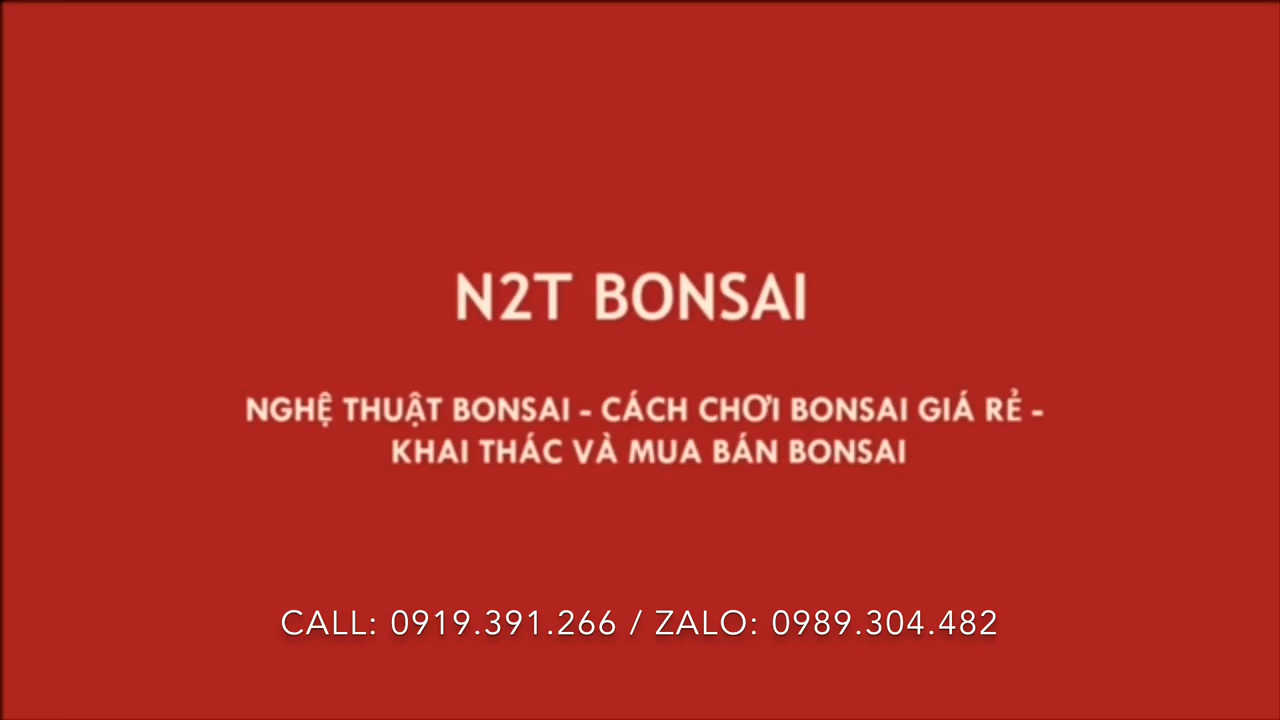 N2T BONSAI
NGHỆ THUẬT BONSAI - CÁCH CHƠI BONSAI GIÁ RẺ -
KHAI THÁC VÀ MUA BÁN BONSAI
CALL: 0919.391.266 / ZALO: 0989.304.482